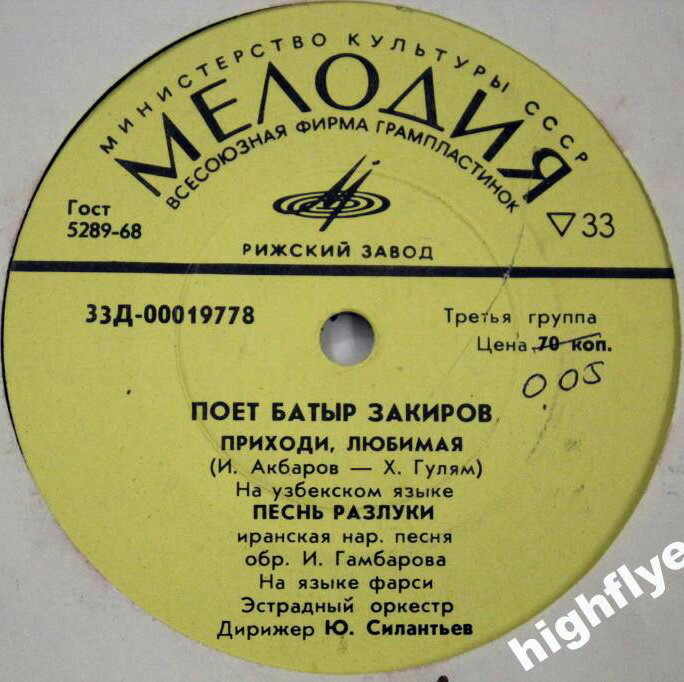 МИНИСТЕРСТВО КУЛЬТУРЫ СССР
МЕЛОДИЯ
ВСЕСОЮЗНАЯ ФИРМА ГРАМПЛАСТИНОК
Гост
5289-68
▽33
РИЖСКИЙ ЗАВОД
33Д-00019778
Третья группа
Цена 70 коп.
005
ПОЕТ БАТЫР ЗАКИРОВ
ПРИХОДИ, ЛЮБИМАЯ
(И. Акбаров — Х. Гулям)
На узбекском языке
ПЕСНЬ РАЗЛУКИ
иранская нар. песня
обр. И. Гамбарова
На языке фарси
Эстрадный оркестр
Дирижер Ю. Силантьев
highflye